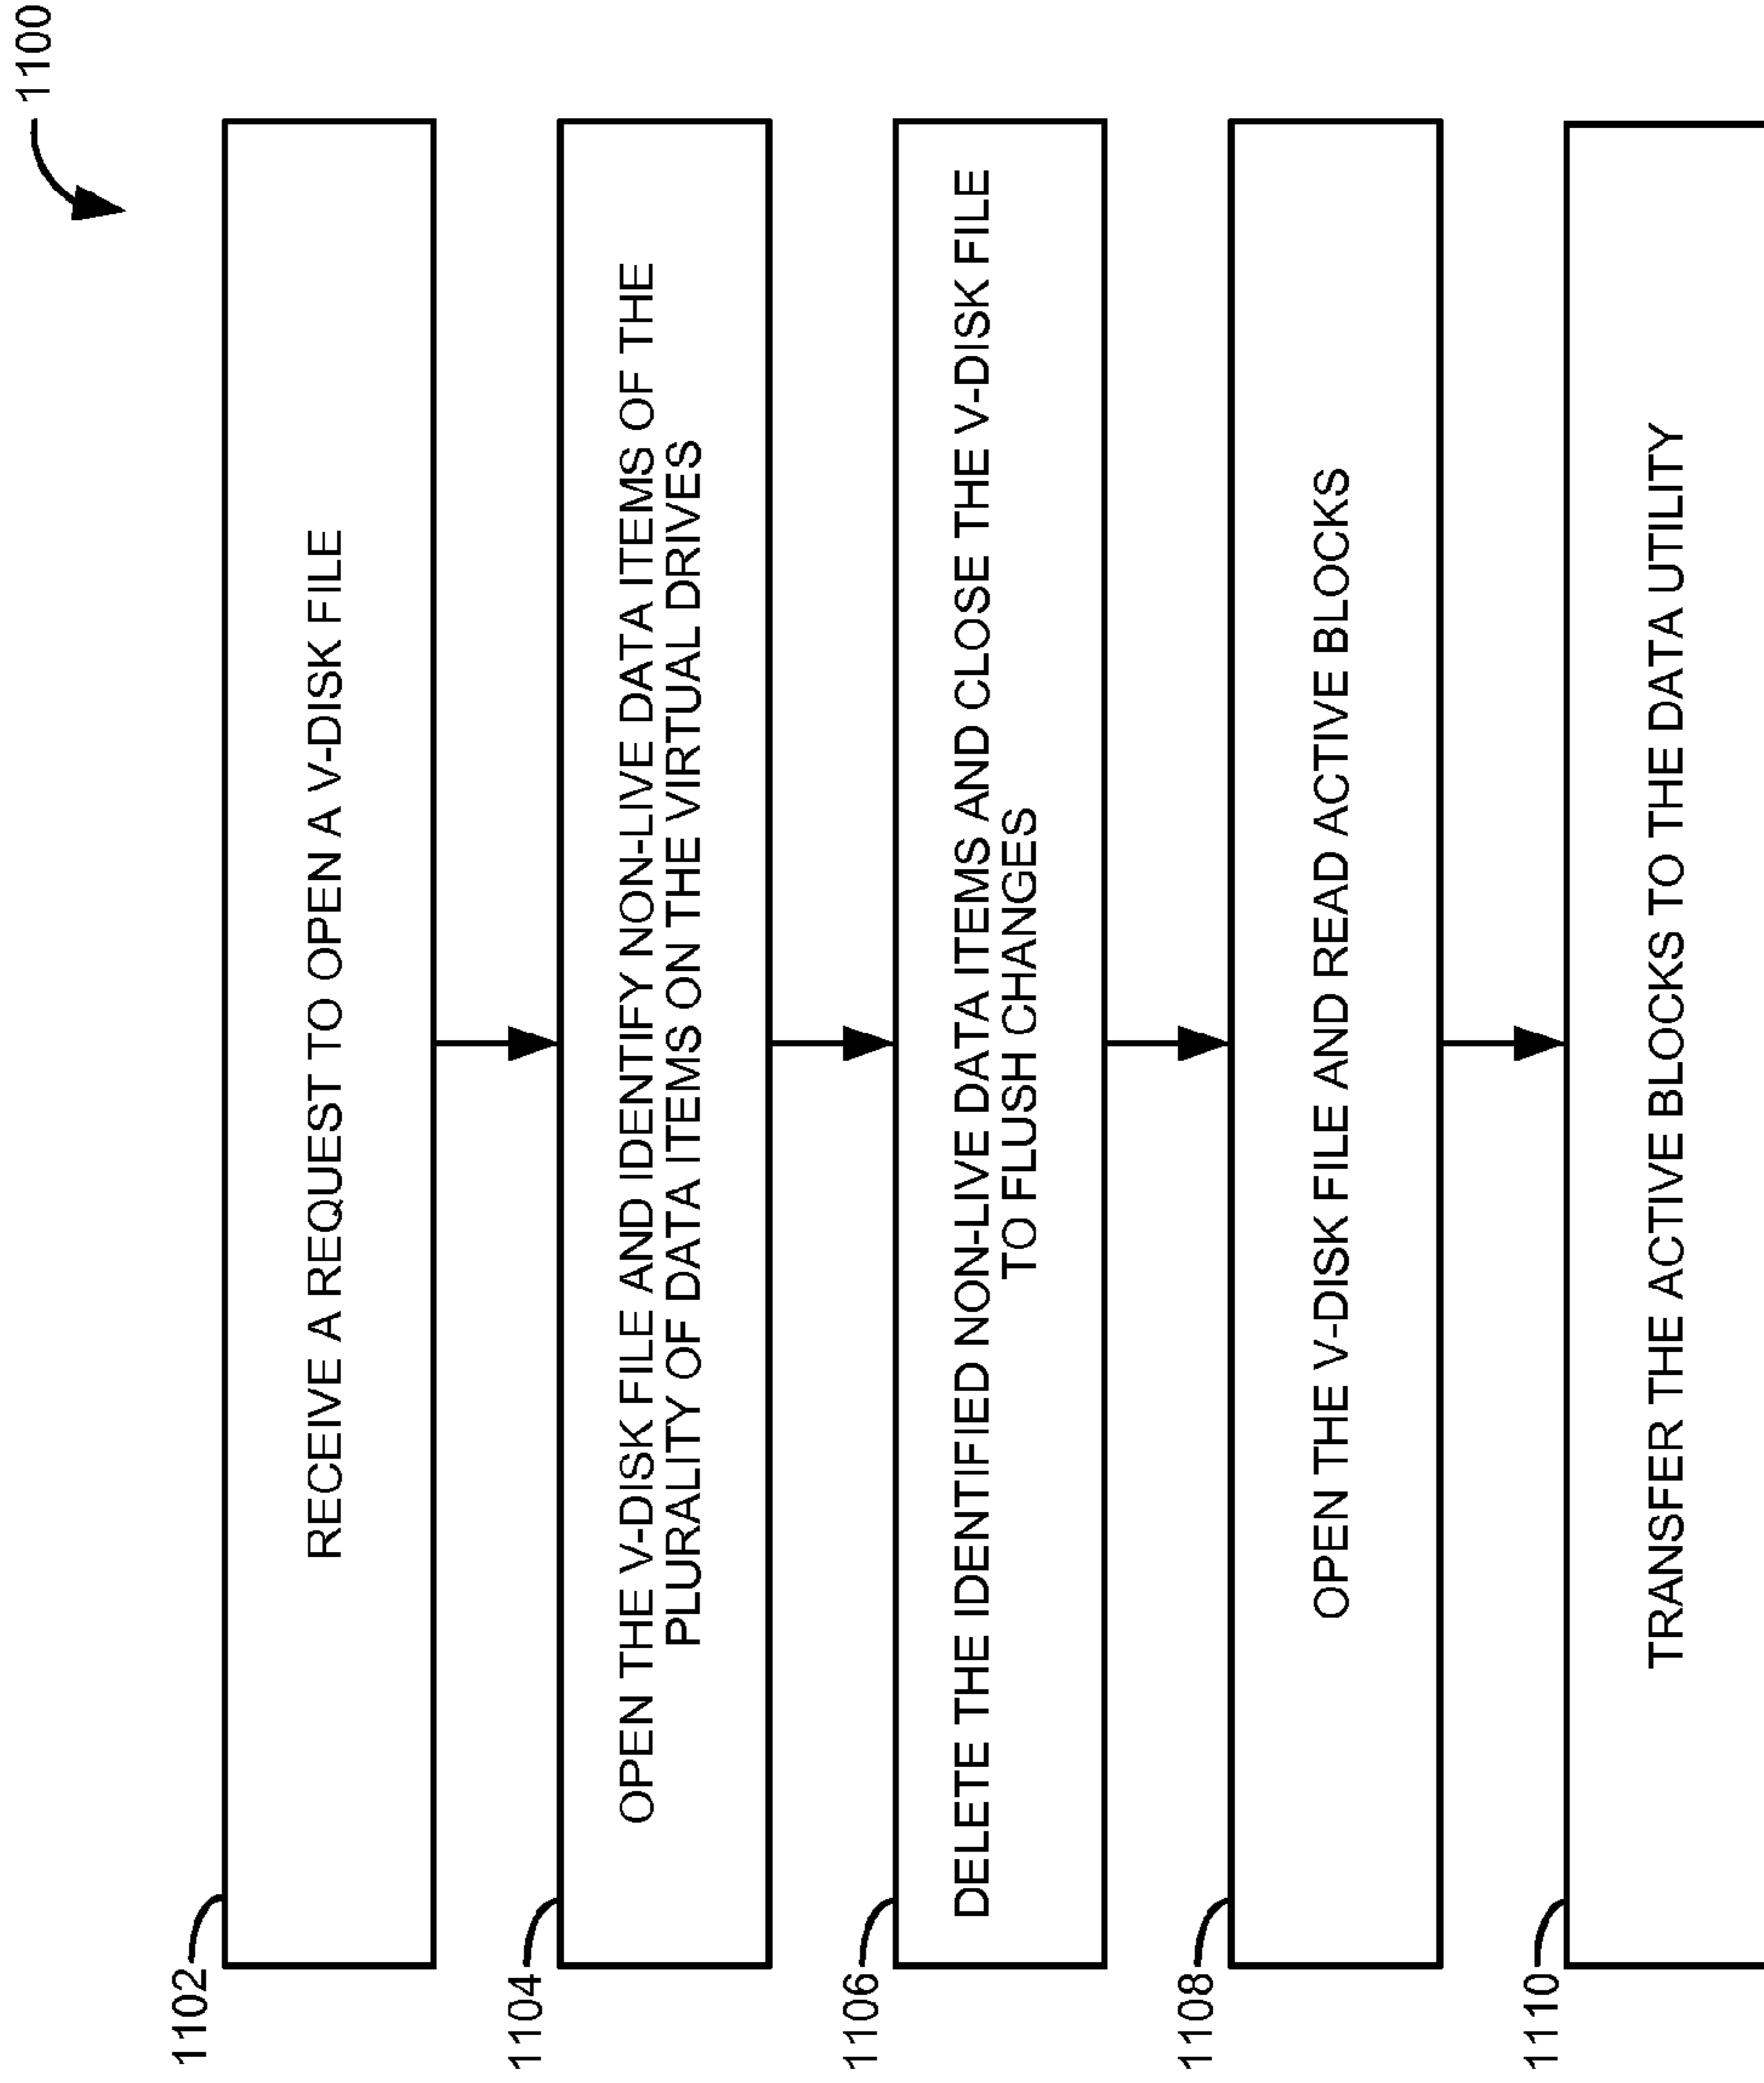 1100
1102
RECEIVE A REQUEST TO OPEN A V-DISK FILE
1104
OPEN THE V-DISK FILE AND IDENTIFY NON-LIVE DATA ITEMS OF THE
PLURALITY OF DATA ITEMS ON THE VIRTUAL DRIVES
1106
DELETE THE IDENTIFIED NON-LIVE DATA ITEMS AND CLOSE THE V-DISK FILE
TO FLUSH CHANGES
1108
OPEN THE V-DISK FILE AND READ ACTIVE BLOCKS
1110
TRANSFER THE ACTIVE BLOCKS TO THE DATA UTILITY